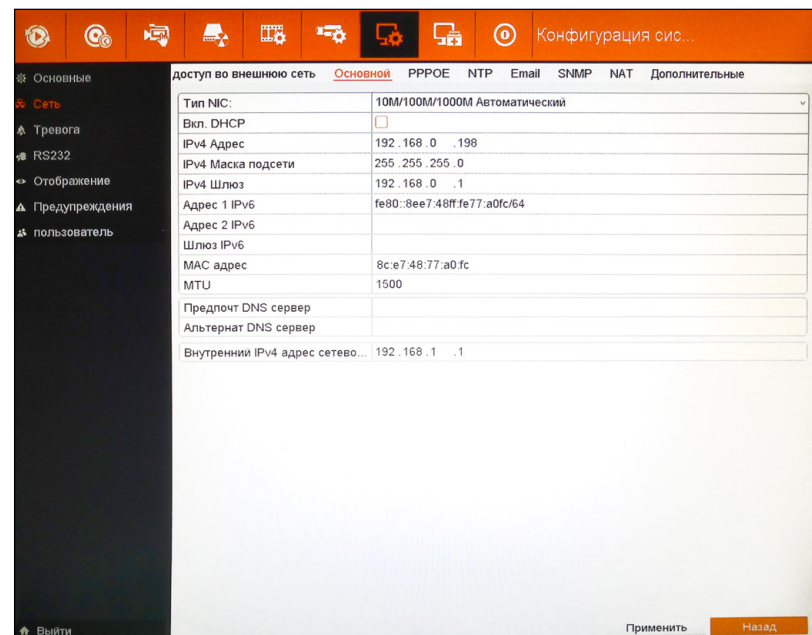 Конфигурация сис...
Основные
Сеть
Тревога
RS232
Отображение
Предупреждения
пользователь
Выйти
доступ во внешнюю сеть Основной PPPOE NTP Email SNMP NAT Дополнительные
Тип NIC: 10M/100M/1000M Автоматический
Вкл. DHCP
IPv4 Адрес 192 .168 .0 .198
IPv4 Маска подсети 255 .255 .255 .0
IPv4 Шлюз 192 .168 .0 .1
Адрес 1 IPv6 fe80::8ee7:48ff:fe77:a0fc/64
Адрес 2 IPv6
Шлюз IPv6
MAC адрес 8c:e7:48:77:a0:fc
MTU 1500
Предпочт DNS сервер
Альтернат DNS сервер
Внутренний IPv4 адрес сетево... 192 .168 .1 .1
Применить Назад